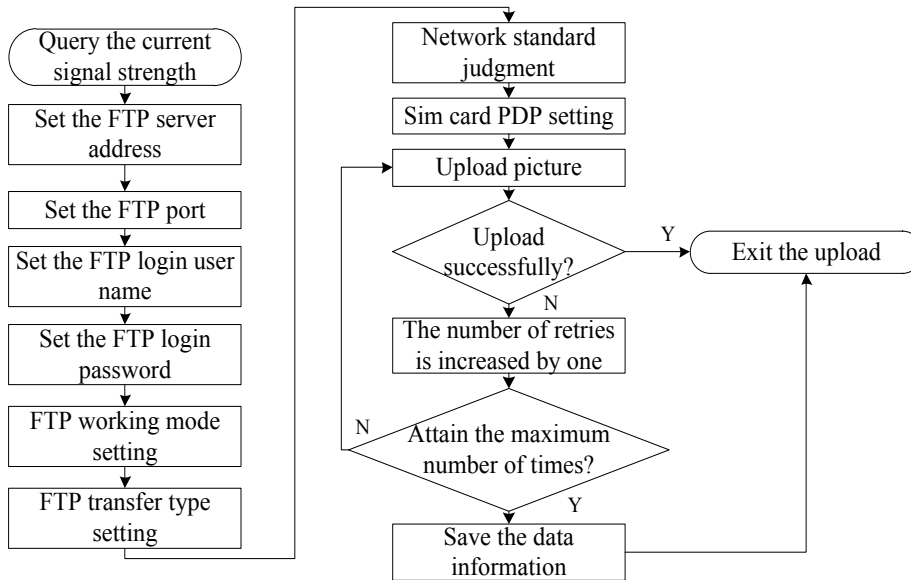 Query the current
signal strength
Set the FTP server
address
Set the FTP port
Set the FTP login user
name
Set the FTP login
password
FTP working mode
setting
FTP transfer type
setting
Network standard
judgment
Sim card PDP setting
Upload picture
Upload
successfully?
Y
Exit the upload
N
The number of retries
is increased by one
N
Attain the maximum
number of times?
Y
Save the data
information